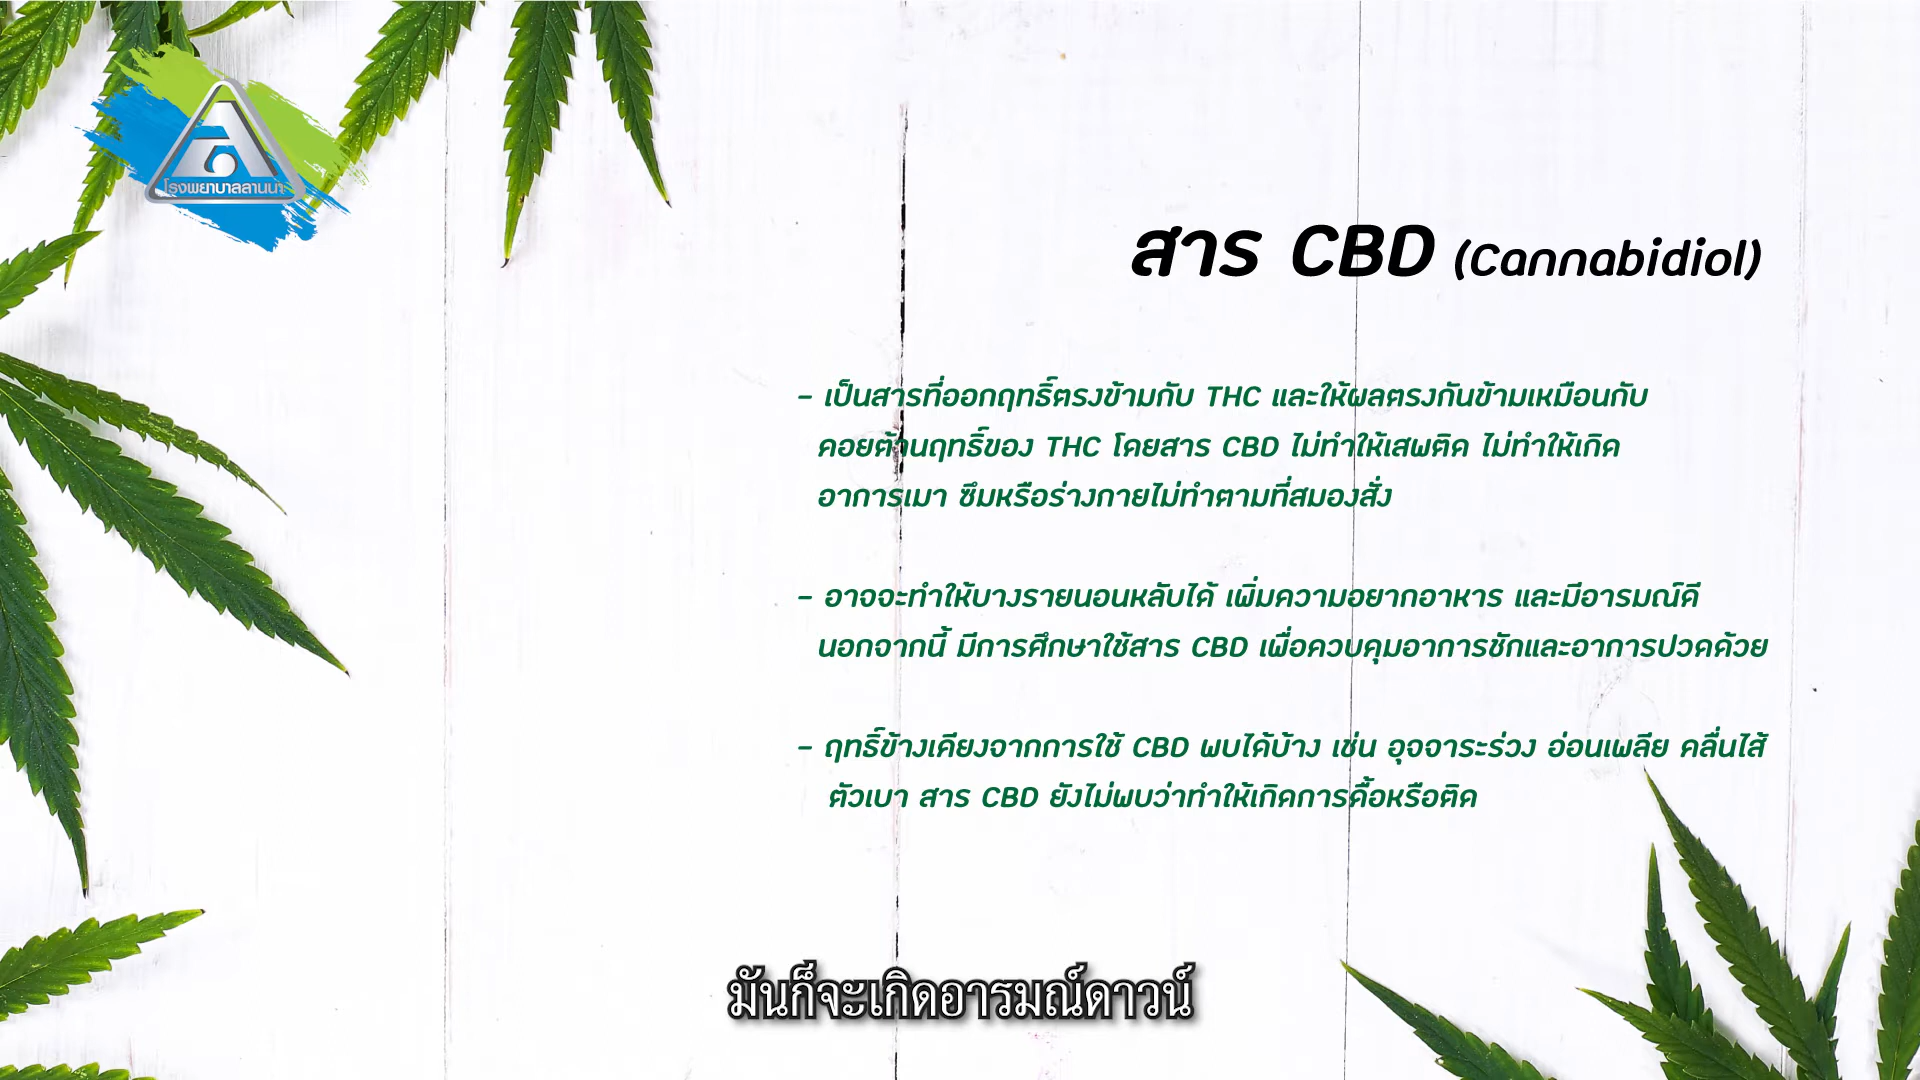 โรงพยาบาลลานนา
สาร CBD (Cannabidiol)
- เป็นสารที่ออกฤทธิ์ตรงข้ามกับ THC และให้ผลตรงกันข้ามเหมือนกับ
คอยต้านฤทธิ์ของ THC โดยสาร CBD ไม่ทำให้เสพติด ไม่ทำให้เกิด
อาการเมา ซึมหรือร่างกายไม่ทำตามที่สมองสั่ง
- อาจจะทำให้บางรายนอนหลับได้ เพิ่มความอยากอาหาร และมีอารมณ์ดี
นอกจากนี้ มีการศึกษาใช้สาร CBD เพื่อควบคุมอาการชักและอาการปวดด้วย
- ฤทธิ์ข้างเคียงจากการใช้ CBD พบได้บ้าง เช่น อุจจาระร่วง อ่อนเพลีย คลื่นไส้
ตัวเบา สาร CBD ยังไม่พบว่าทำให้เกิดการดื้อหรือติด
มันก็จะเกิดอารมณ์ดาวน์